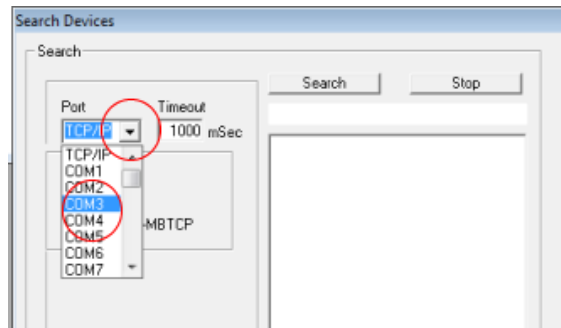 Search Devices
Search
Search
Stop
Port
Timeout
TCP/IP
1000 mSec
TCP/IP
COM1
COM2
COM3
COM4
COM5
COM6
COM7
-MBTCP